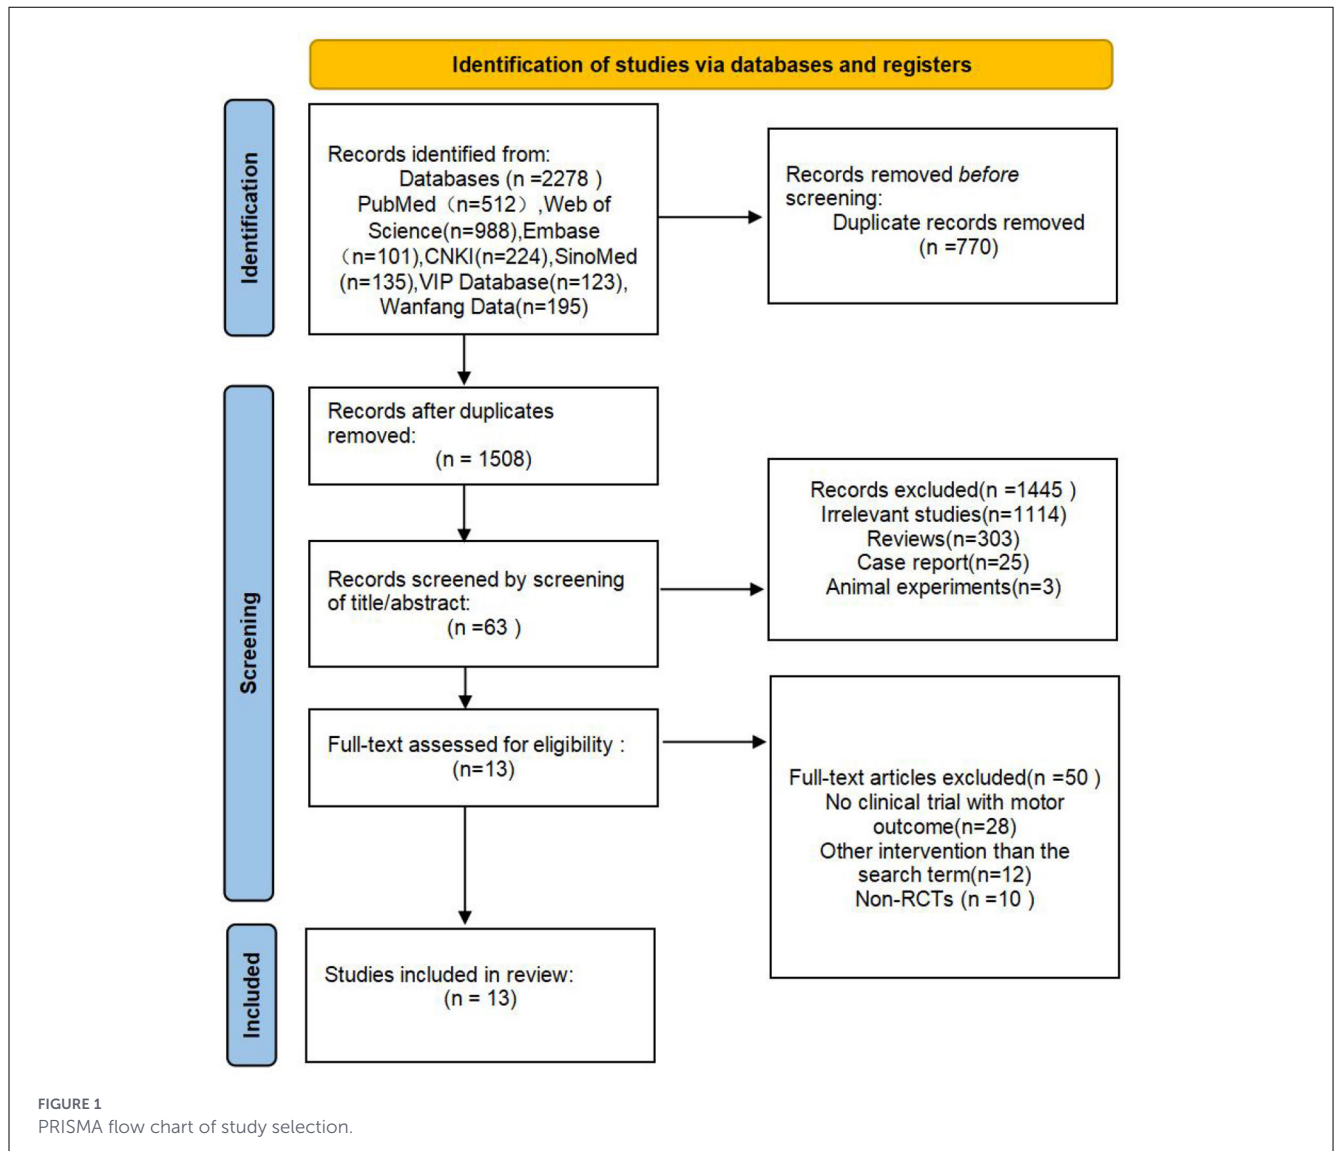 Identification of studies via databases and registers
Identification
Records identified from:
Databases (n =2278 )
PubMed（n=512）,Web of
Science(n=988),Embase
（n=101),CNKI(n=224),SinoMed
(n=135),VIP Database(n=123),
Wanfang Data(n=195)
Records removed before
screening:
Duplicate records removed
(n =770)
Screening
Records after duplicates
removed:
(n = 1508)
Records screened by screening
of title/abstract:
(n =63 )
Records excluded(n =1445 )
Irrelevant studies(n=1114)
Reviews(n=303)
Case report(n=25)
Animal experiments(n=3)
Full-text assessed for eligibility :
(n=13)
Full-text articles excluded(n =50 )
No clinical trial with motor
outcome(n=28)
Other intervention than the
search term(n=12)
Non-RCTs (n =10 )
Included
Studies included in review:
(n = 13)
FIGURE 1
PRISMA flow chart of study selection.